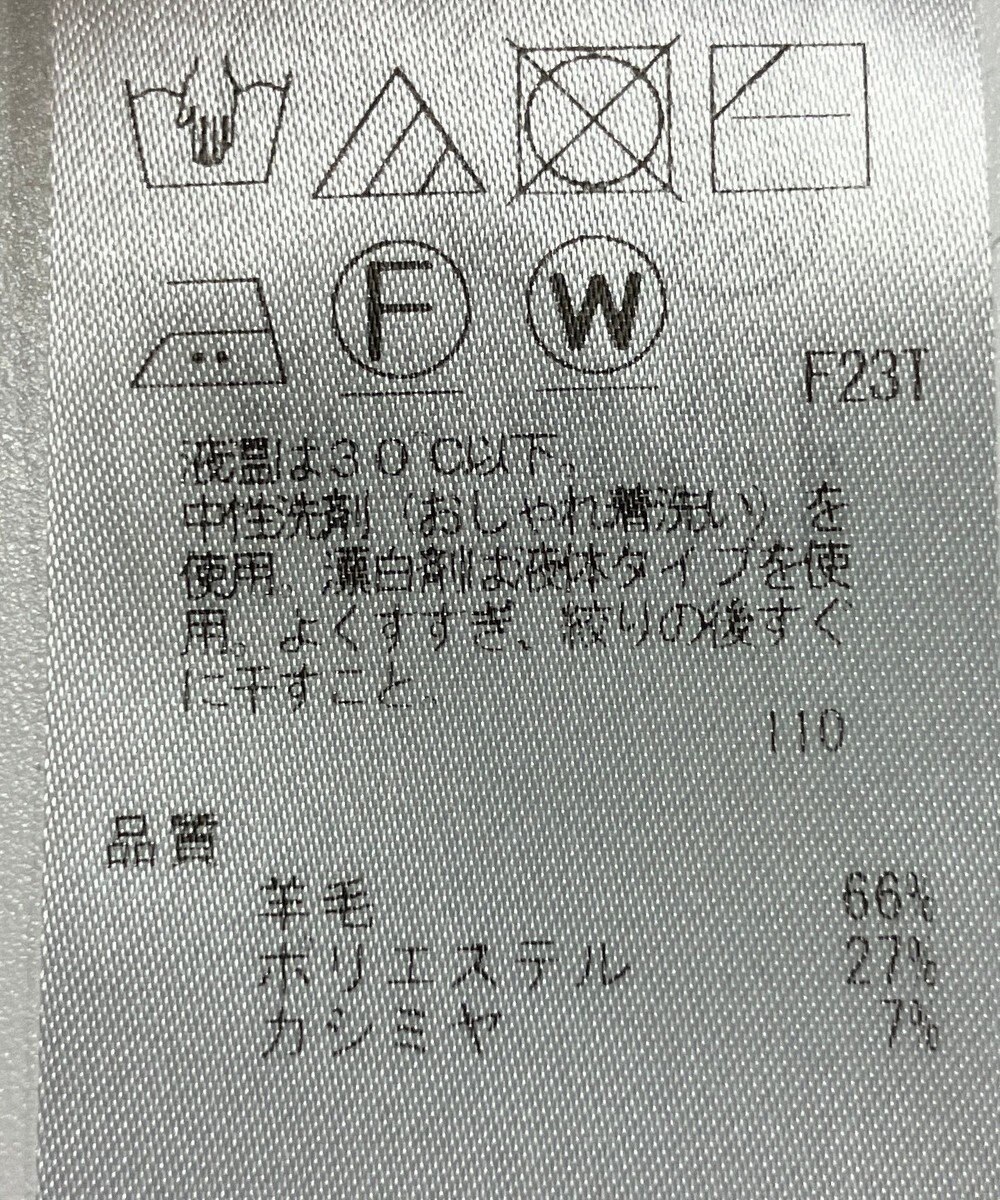 F W
F23T
液温は30℃以下。
中性洗剤(おしゃれ着洗い)を
使用、漂白剤は液体タイプを使
用。よくすすぎ、絞りの後すぐ
に干すこと。
110
品質
羊毛 66%
ポリエステル 27%
カシミヤ 7%